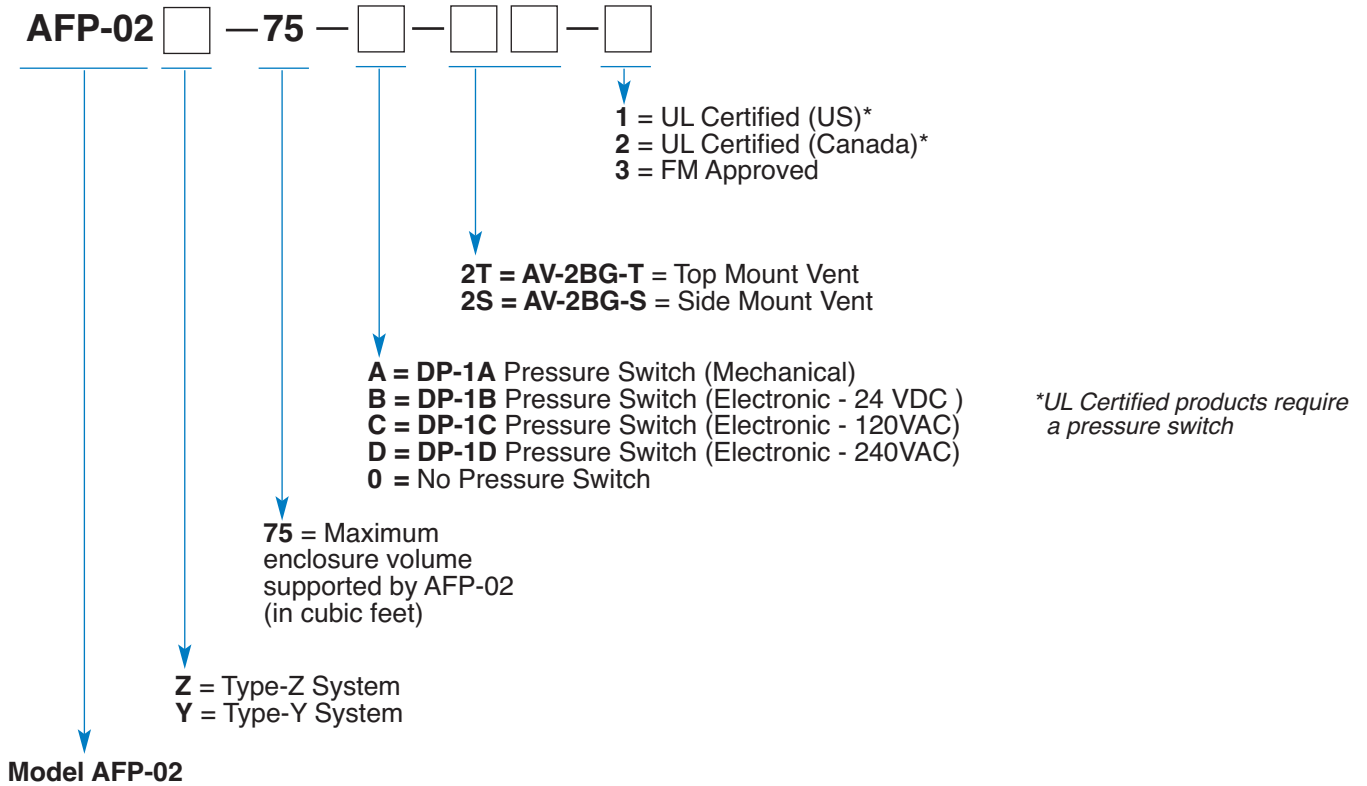 AFP-02 — 75 — — —
1 = UL Certified (US)*
2 = UL Certified (Canada)*
3 = FM Approved
2T = AV-2BG-T = Top Mount Vent
2S = AV-2BG-S = Side Mount Vent
A = DP-1A Pressure Switch (Mechanical)
B = DP-1B Pressure Switch (Electronic - 24 VDC )
C = DP-1C Pressure Switch (Electronic - 120VAC)
D = DP-1D Pressure Switch (Electronic - 240VAC)
0 = No Pressure Switch
*UL Certified products require
a pressure switch
75 = Maximum
enclosure volume
supported by AFP-02
(in cubic feet)
Z = Type-Z System
Y = Type-Y System
Model AFP-02